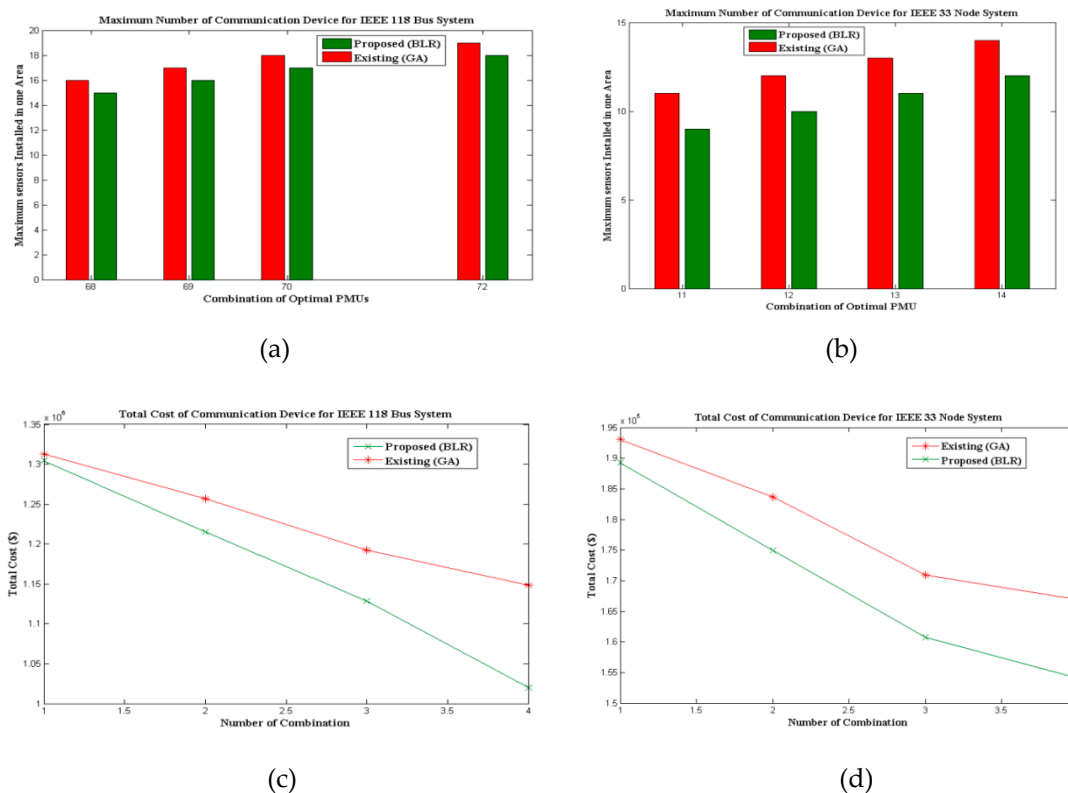 Maximum Number of Communication Device for IEEE 118 Bus System
Proposed (BLR)
Existing (GA)
Maximum sensors Installed in one Area
20
18
16
14
12
10
8
6
4
2
0
68
69
70
72
Combination of Optimal PMUs
(a)
Maximum Number of Communication Device for IEEE 33 Node System
Proposed (BLR)
Existing (GA)
Maximum sensors Installed in one Area
15
10
5
0
11
12
13
14
Combination of Optimal PMU
(b)
Total Cost of Communication Device for IEEE 118 Bus System
Proposed (BLR)
Existing (GA)
Total Cost ($)
1.35
1.3
1.25
1.2
1.15
1.1
1.05
1
1
1.5
2
2.5
3
3.5
4
Number of Combination
(c)
Total Cost of Communication Device for IEEE 33 Node System
Existing (GA)
Proposed (BLR)
Total Cost ($)
1.95
1.9
1.85
1.8
1.75
1.7
1.65
1.6
1.55
1.5
1
1.5
2
2.5
3
3.5
Number of Combination
(d)